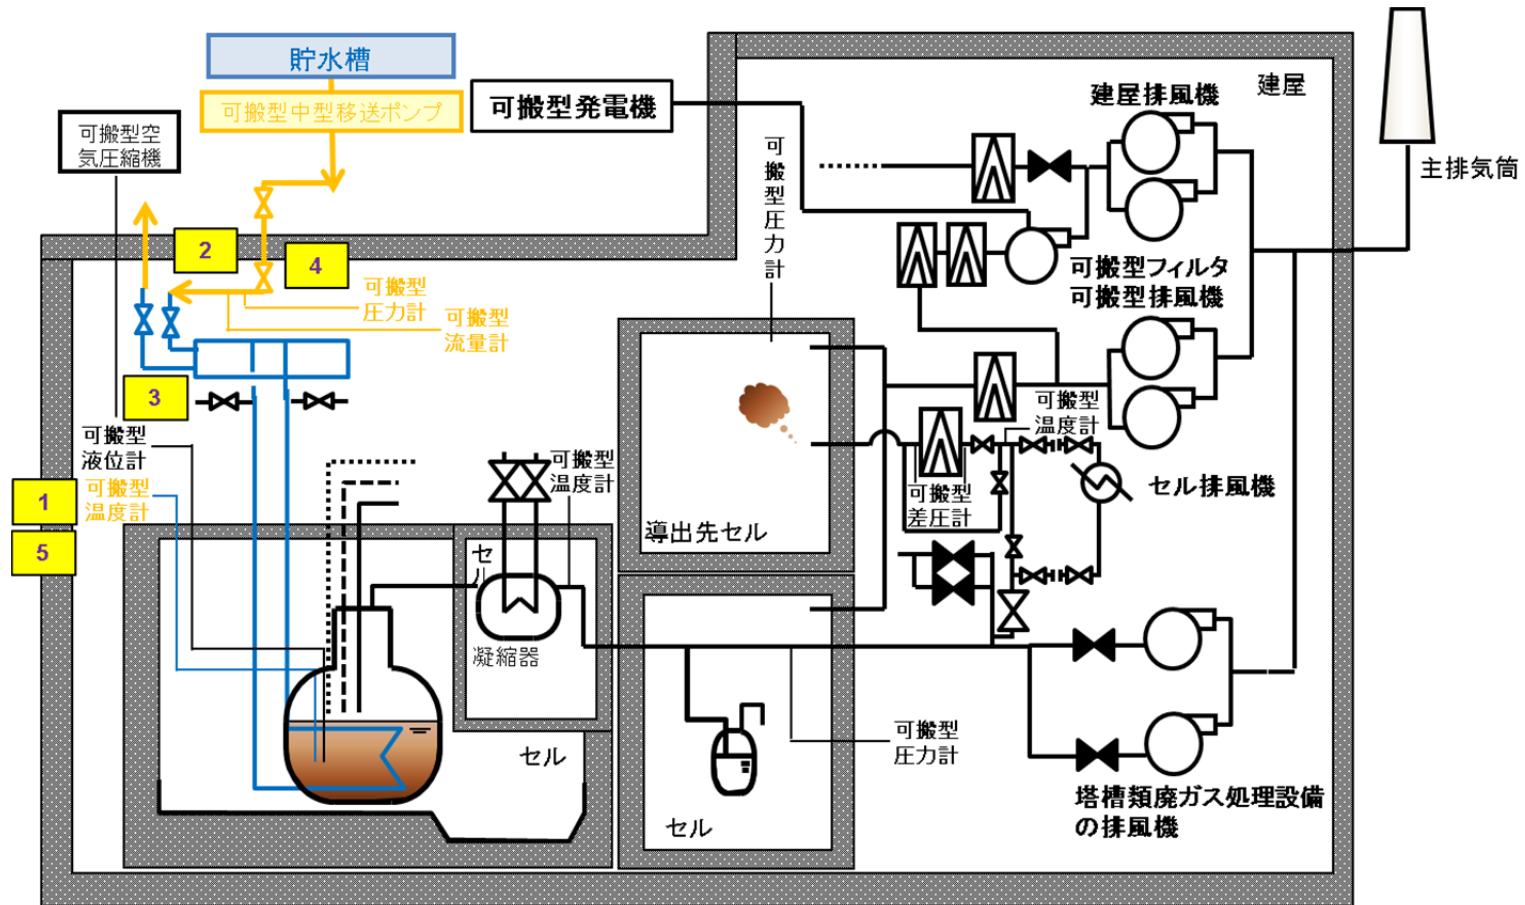 貯水槽
可搬型中型移送ポンプ
可搬型発電機
可搬型空
気圧縮機
建屋
建屋排風機
主排気筒
可搬型圧力計
2
4
可搬型
圧力計
可搬型
流量計
可搬型フィルタ
可搬型排風機
3
可搬型
液位計
可搬型
温度計
1
5
可搬型
温度計
可搬型
温度計
可搬型
差圧計
セル排風機
導出先セル
セル
凝縮器
セル
可搬型
圧力計
セル
塔槽類廃ガス処理設備
の排風機